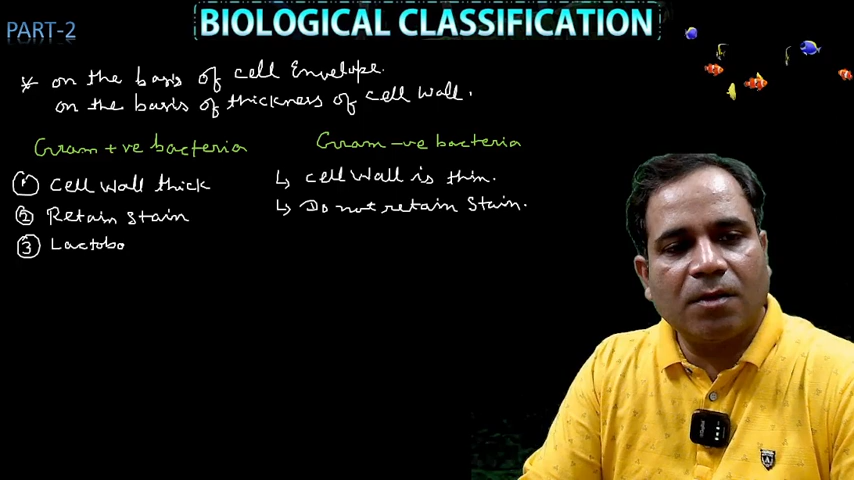 PART-2
BIOLOGICAL CLASSIFICATION
* on the basis of cell Envelope.
on the basis of thickness of cell wall.
Gram +ve bacteria
Gram -ve bacteria
① Cell wall thick
② Retain stain
③ Lactoba
↳ cell wall is thin.
↳ Do not retain stain.